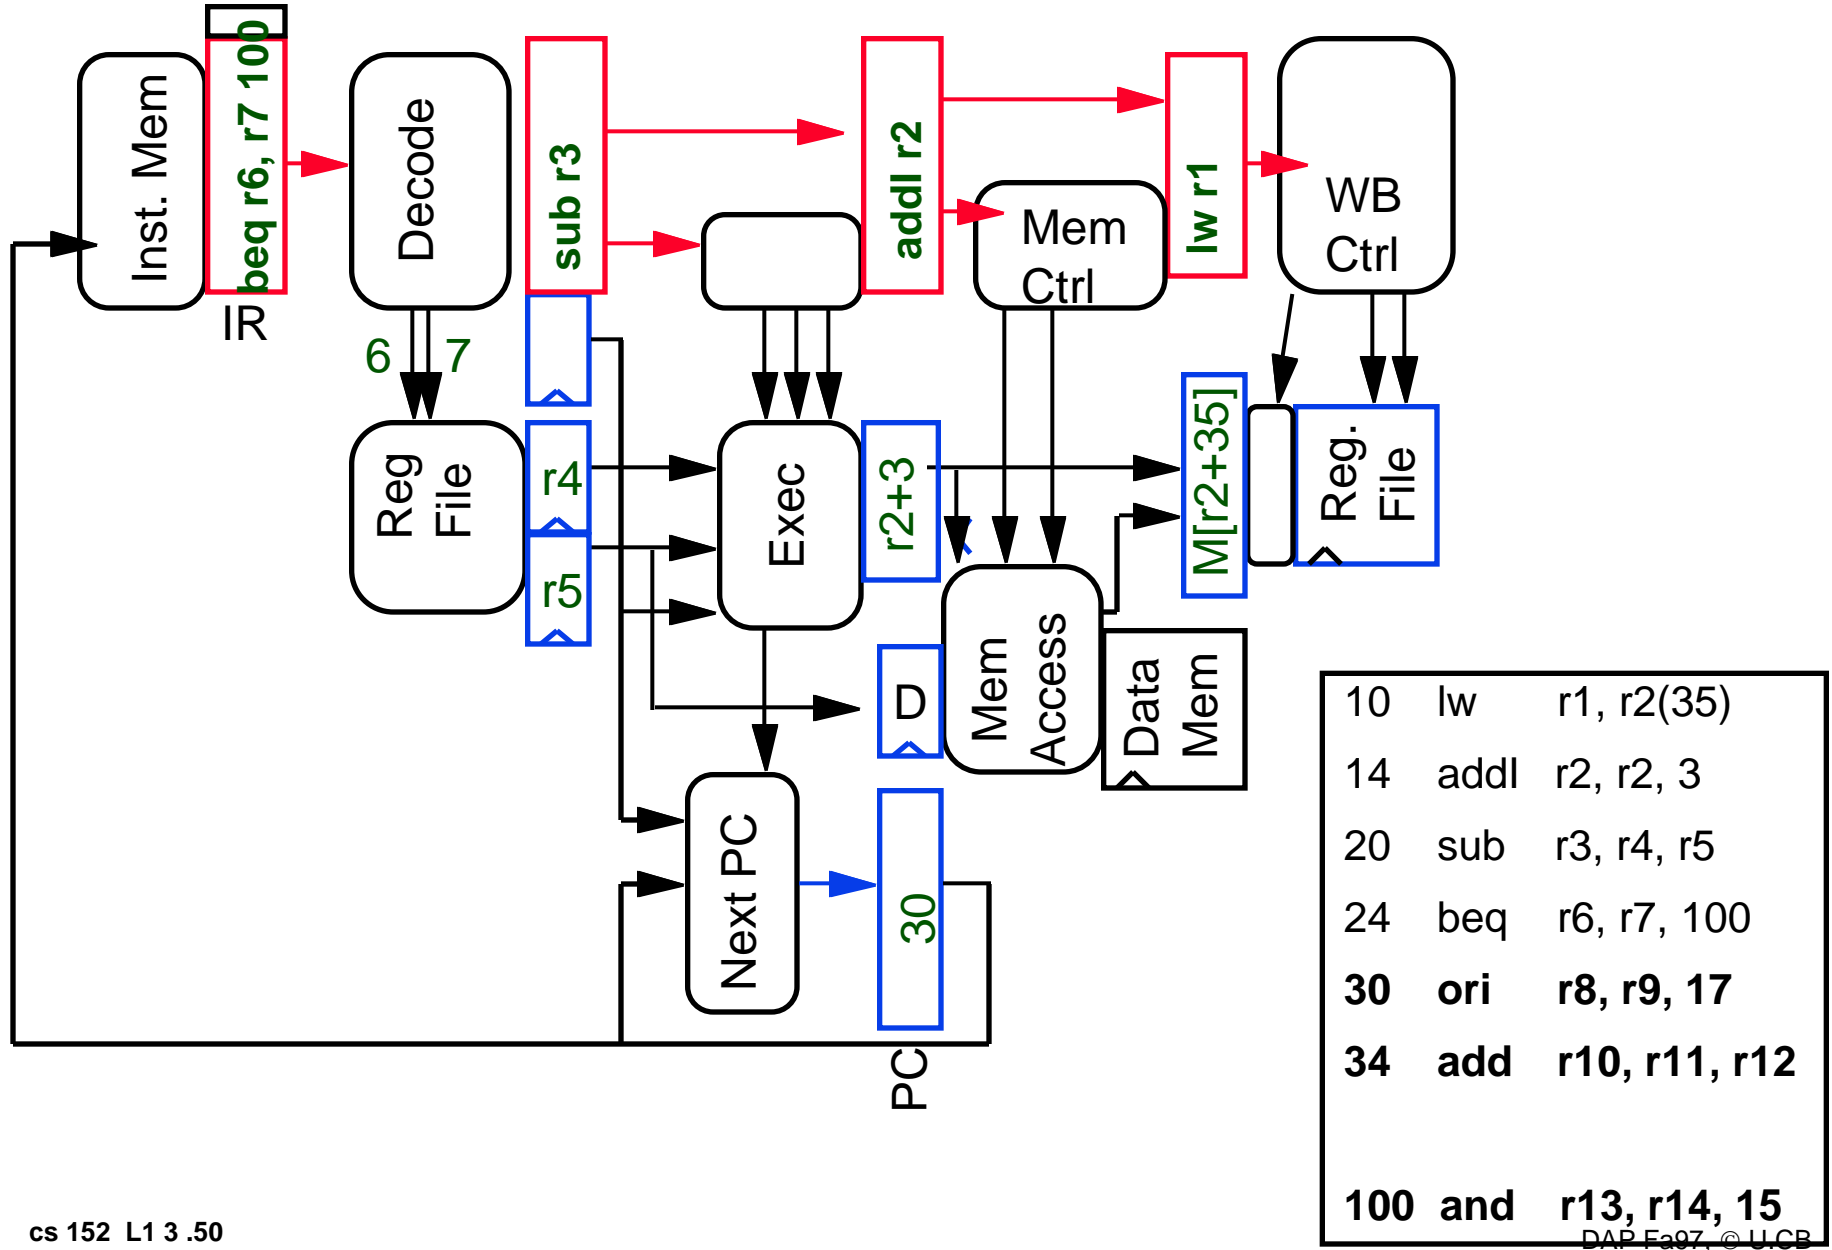 Inst. Mem
beq r6, r7 100
IR
Decode
6
7
Reg
File
sub r3
r4
r5
Exec
addI r2
r2+3
Mem
Ctrl
lw r1
WB
Ctrl
M[r2+35]
Reg.
File
D
Mem
Access
Data
Mem
Next PC
30
PC
10 lw r1, r2(35)
14 addI r2, r2, 3
20 sub r3, r4, r5
24 beq r6, r7, 100
30 ori r8, r9, 17
34 add r10, r11, r12
100 and r13, r14, 15
cs 152 L1 3 .50
DAP Fa97, © U.CB